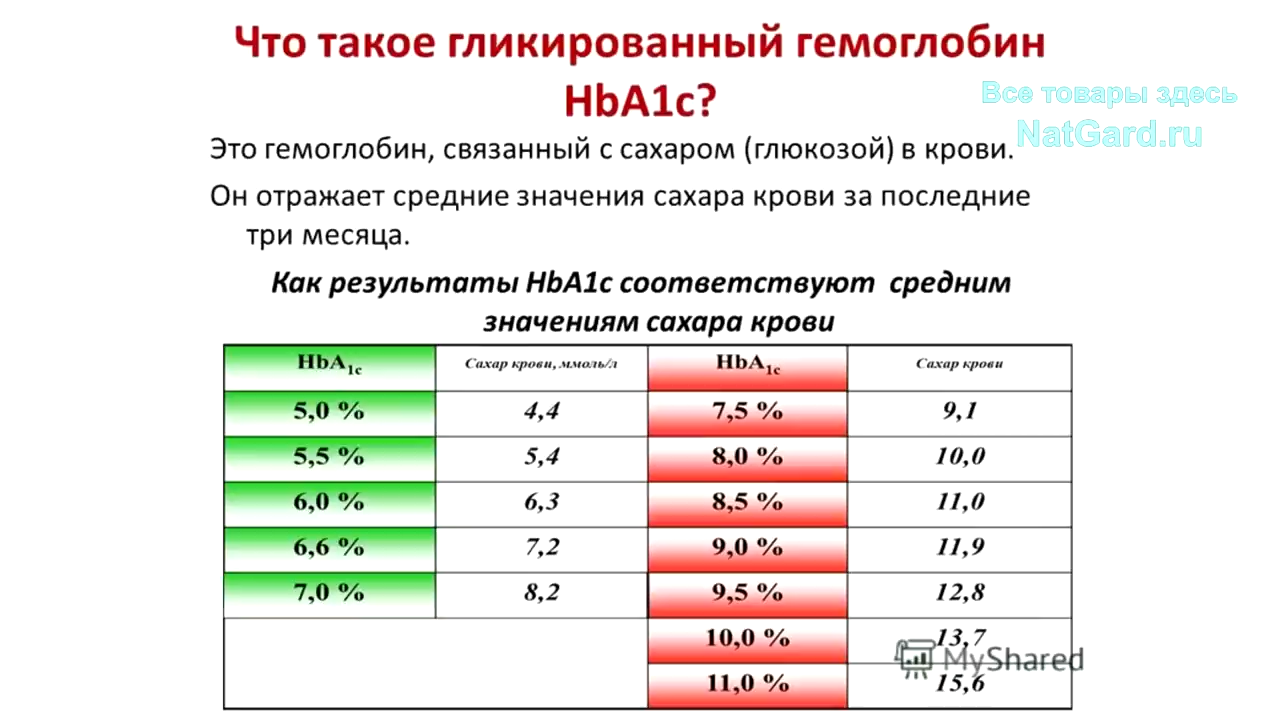 Что такое гликированный гемоглобин
HbA1c?
Все товары здесь
NatGard.ru
Это гемоглобин, связанный с сахаром (глюкозой) в крови.
Он отражает средние значения сахара крови за последние
три месяца.
Как результаты HbA1c соответствуют средним
значениям сахара крови
HbA1c Сахар крови, ммоль/л HbA1c Сахар крови
5,0 % 4,4 7,5 % 9,1
5,5 % 5,4 8,0 % 10,0
6,0 % 6,3 8,5 % 11,0
6,6 % 7,2 9,0 % 11,9
7,0 % 8,2 9,5 % 12,8
10,0 % 13,7
MyShared
11,0 % 15,6